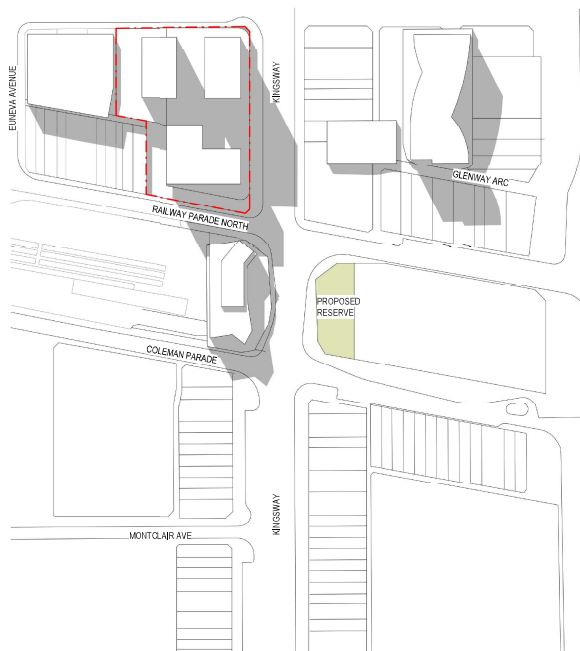 EUNEVA AVENUE
KINGSWAY
GLENWAY ARC
RAILWAY PARADE NORTH
PROPOSED
RESERVE
COLEMAN PARADE
KINGSWAY
MONTCLAIR AVE